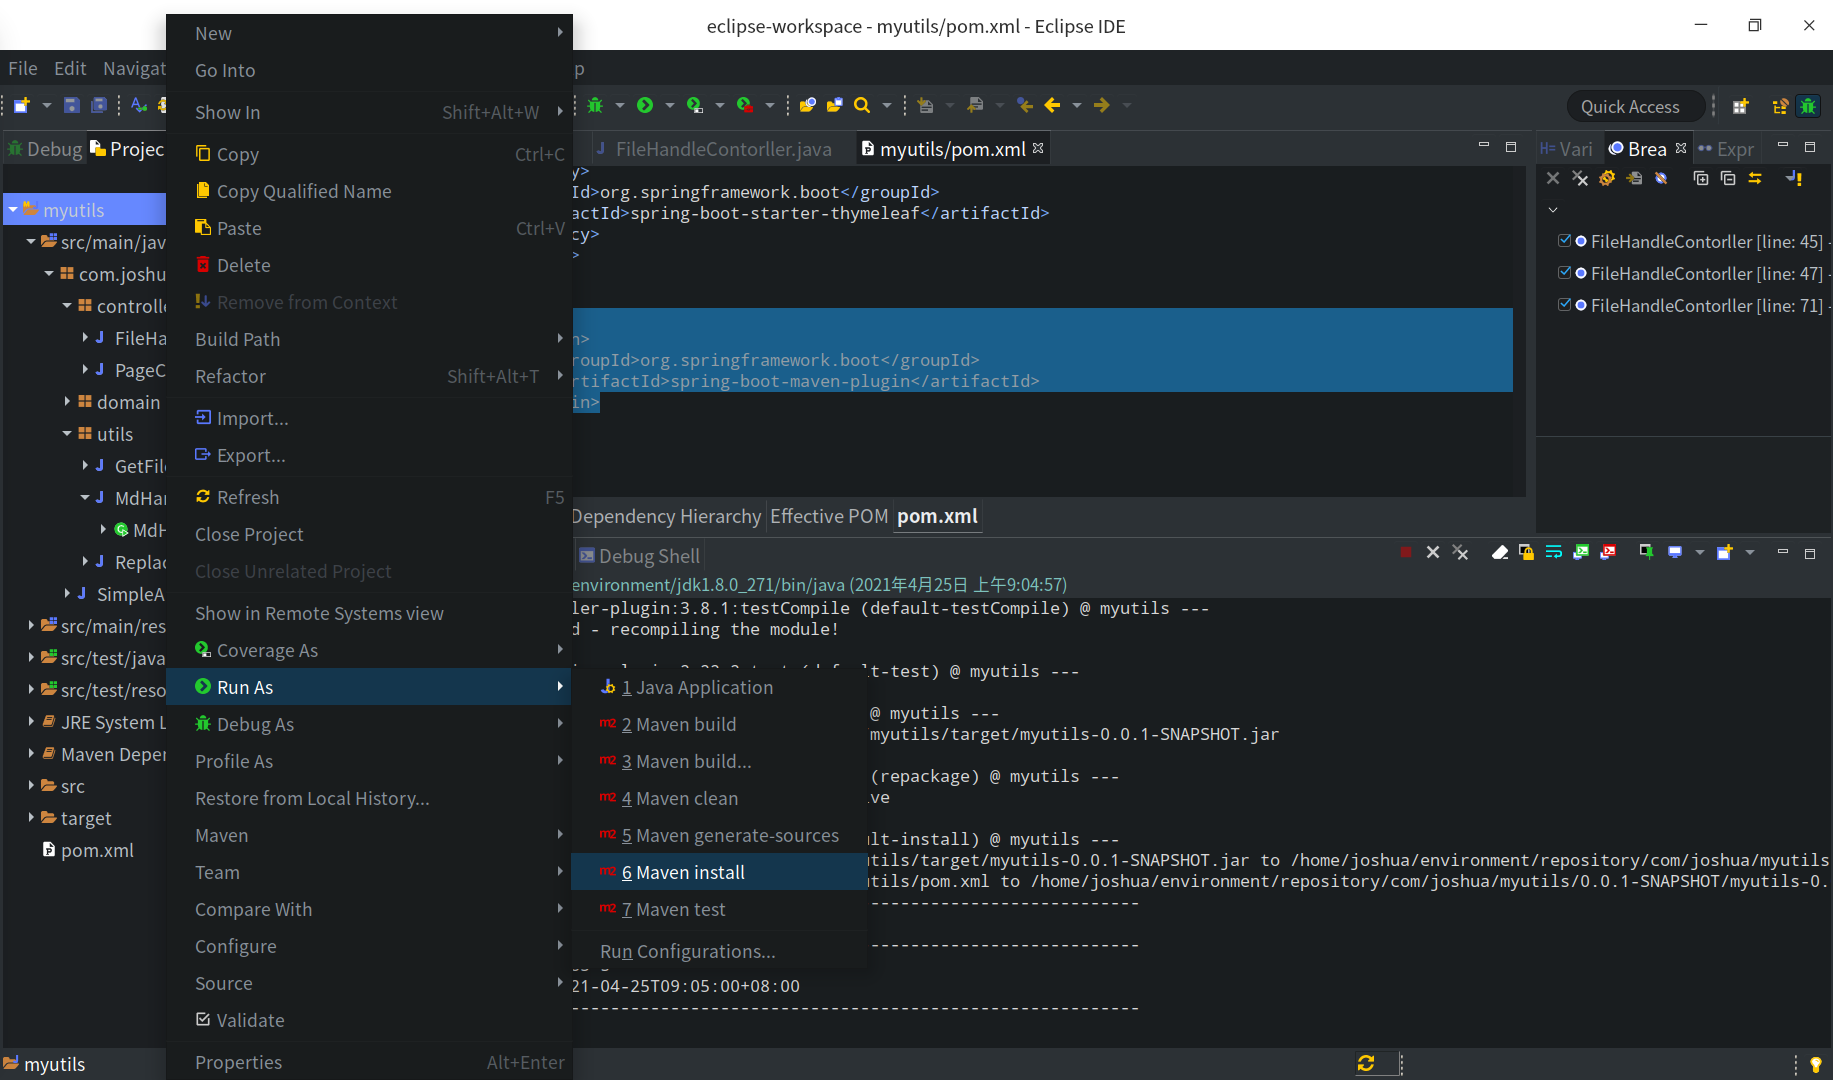 eclipse-workspace - myutils/pom.xml - Eclipse IDE
File Edit Navigat
p
Quick Access
Debug
Projec
FileHandleContorller.java
myutils/pom.xml
Vari
Brea
Expr
myutils
src/main/jav
com.joshu
controlle
FileHa
PageC
domain
utils
GetFile
MdHar
MdH
Replac
SimpleA
src/main/res
src/test/java
src/test/reso
JRE System L
Maven Deper
src
target
pom.xml
New
Go Into
Show In Shift+Alt+W
Copy Ctrl+C
Copy Qualified Name
Paste Ctrl+V
Delete
Remove from Context
Build Path
Refactor Shift+Alt+T
Import...
Export...
Refresh F5
Close Project
Close Unrelated Project
Show in Remote Systems view
Coverage As
Run As
Debug As
Profile As
Restore from Local History...
Maven
Team
Compare With
Configure
Source
Validate
Properties Alt+Enter
1 Java Application
2 Maven build
3 Maven build...
4 Maven clean
5 Maven generate-sources
6 Maven install
7 Maven test
Run Configurations...
y>
Id>org.springframework.boot</groupId>
actId>spring-boot-starter-thymeleaf</artifactId>
cy>
>
n>
roupId>org.springframework.boot</groupId>
rtifactId>spring-boot-maven-plugin</artifactId>
in>
Dependency Hierarchy Effective POM pom.xml
FileHandleContorller [line: 45] -
FileHandleContorller [line: 47] -
FileHandleContorller [line: 71] -
Debug Shell
environment/jdk1.8.0_271/bin/java (2021年4月25日 上午9:04:57)
ler-plugin:3.8.1:testCompile (default-testCompile) @ myutils ---
d - recompiling the module!
lt-test) @ myutils ---
@ myutils ---
myutils/target/myutils-0.0.1-SNAPSHOT.jar
(repackage) @ myutils ---
ve
lt-install) @ myutils ---
utils/target/myutils-0.0.1-SNAPSHOT.jar to /home/joshua/environment/repository/com/joshua/myutils
utils/pom.xml to /home/joshua/environment/repository/com/joshua/myutils/0.0.1-SNAPSHOT/myutils-0.
---------------------------
---------------------------
21-04-25T09:05:00+08:00
---------------------------------------------------------
myutils